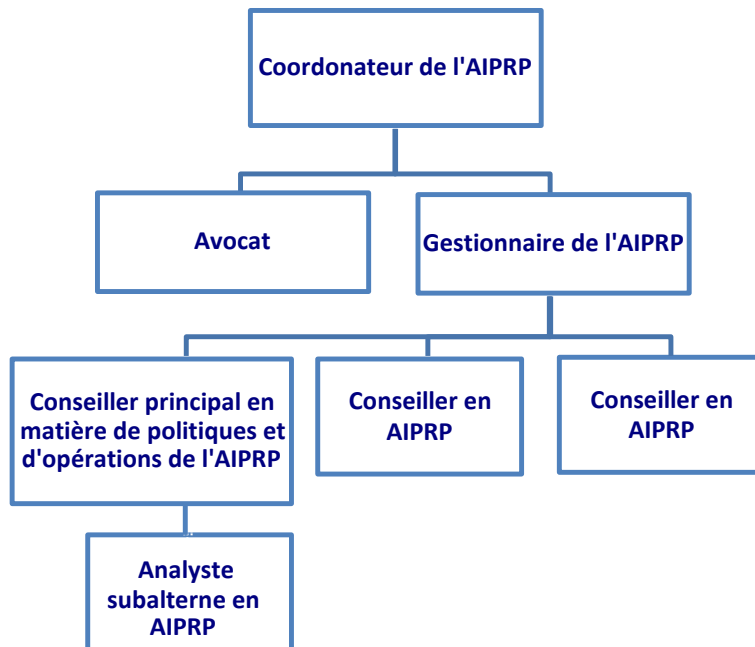 Coordonateur de l'AIPRP
Avocat
Gestionnaire de l'AIPRP
Conseiller principal en
matière de politiques et
d'opérations de l'AIPRP
Conseiller en
AIPRP
Conseiller en
AIPRP
Analyste
subalterne en
AIPRP